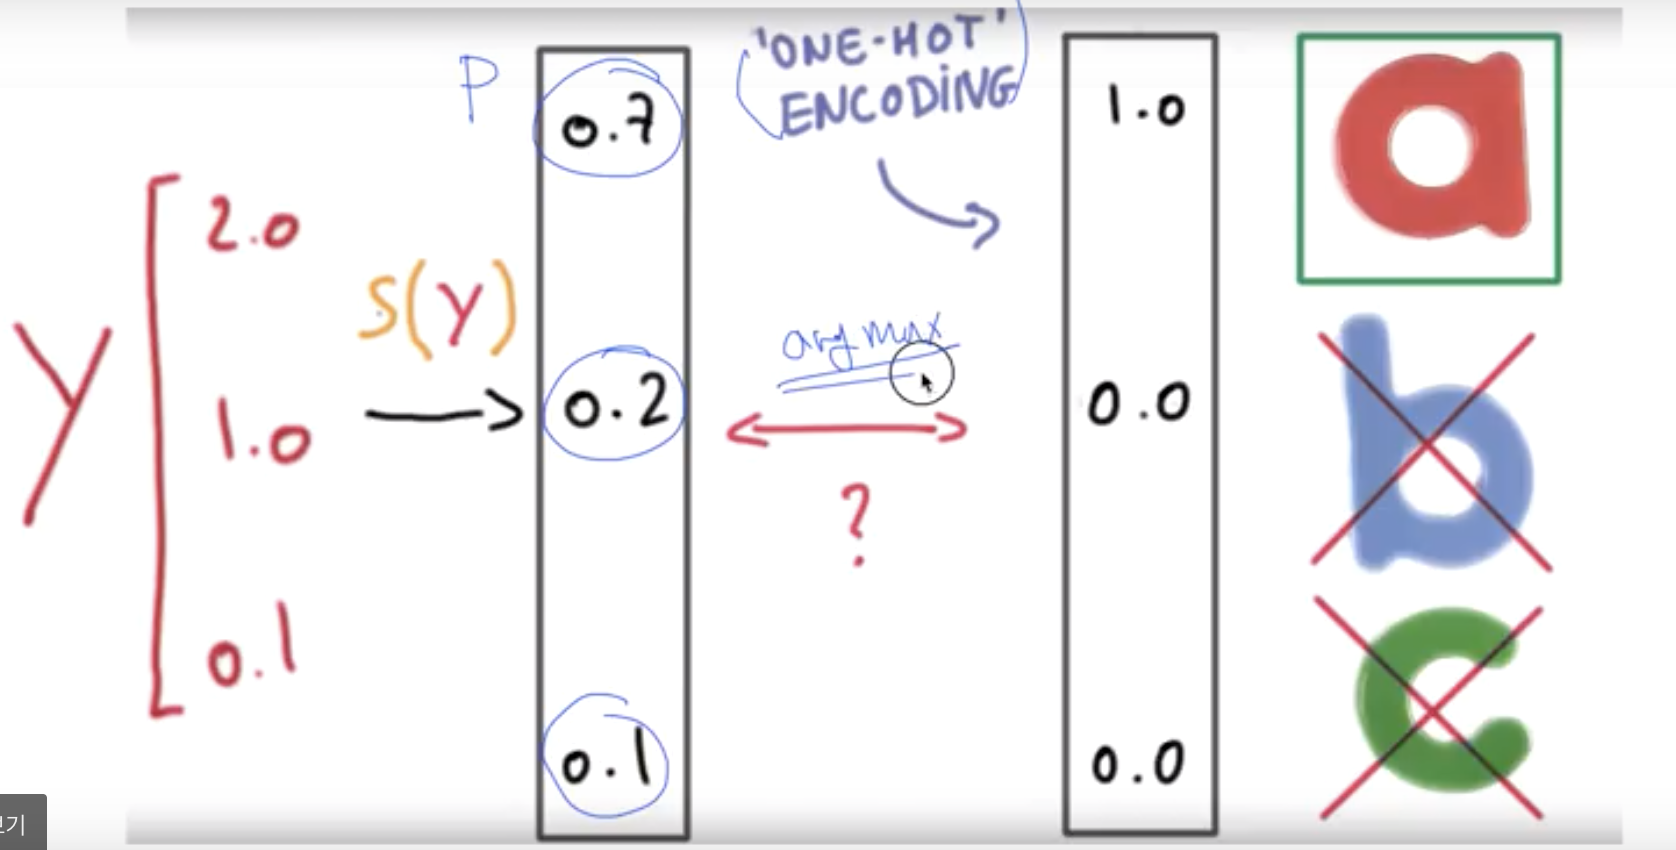 P
'ONE-HOT'
ENCODING
Y
2.0
1.0
0.1
S(Y)
0.7
0.2
0.1
arg max
?
1.0
0.0
0.0
a
b
c
기